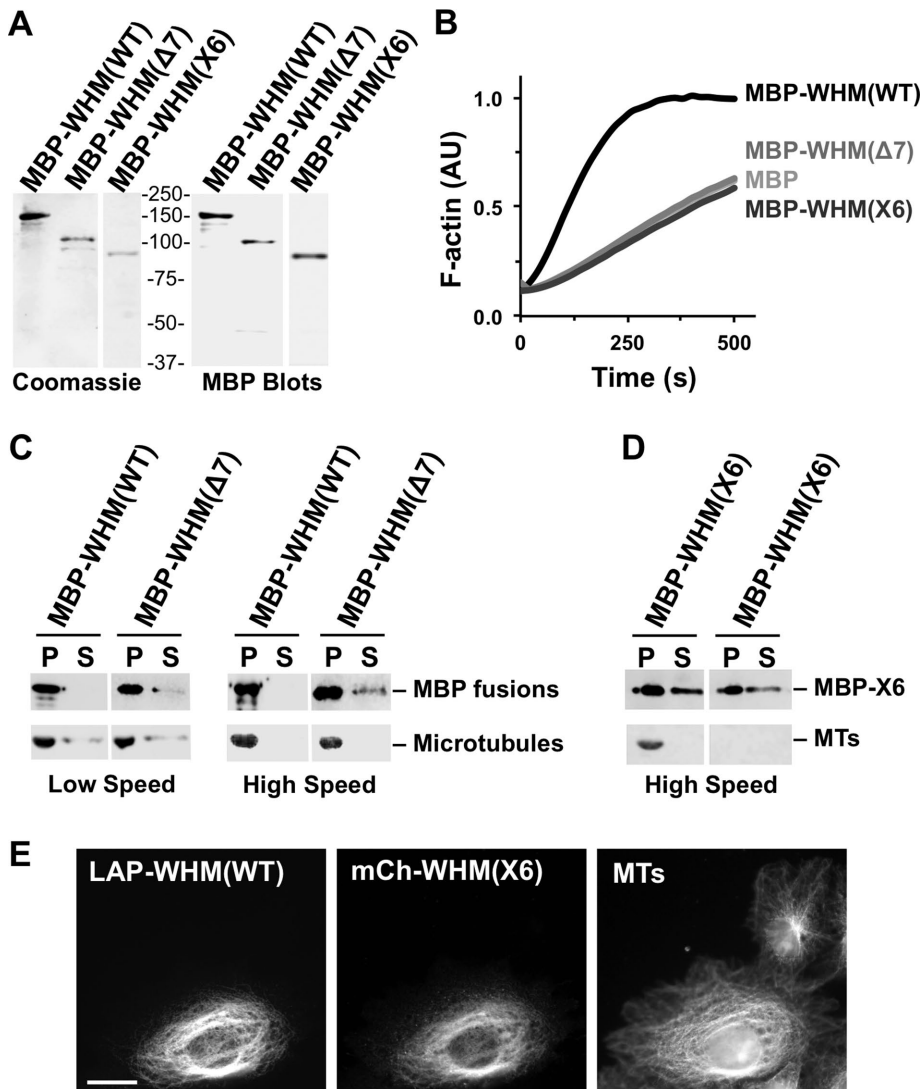 A
MBP-WHM(WT)
MBP-WHM(Δ7)
MBP-WHM(X6)
MBP-WHM(WT)
MBP-WHM(Δ7)
MBP-WHM(X6)
-250-
-150-
-100-
-75-
-50-
-37-
Coomassie
MBP Blots
B
F-actin (AU)
1.0
0.5
0.0
0
250
500
Time (s)
MBP-WHM(WT)
MBP-WHM(Δ7)
MBP
MBP-WHM(X6)
C
MBP-WHM(WT)
MBP-WHM(Δ7)
MBP-WHM(WT)
MBP-WHM(Δ7)
P S P S P S P S
– MBP fusions
– Microtubules
Low Speed
High Speed
D
MBP-WHM(X6)
MBP-WHM(X6)
P S P S
– MBP-X6
– MTs
High Speed
E
LAP-WHM(WT)
mCh-WHM(X6)
MTs